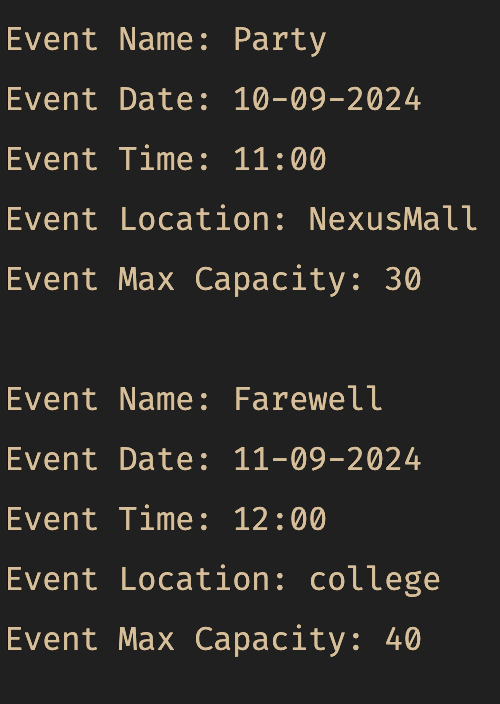 Event Name: Party
Event Date: 10-09-2024
Event Time: 11:00
Event Location: NexusMall
Event Max Capacity: 30
Event Name: Farewell
Event Date: 11-09-2024
Event Time: 12:00
Event Location: college
Event Max Capacity: 40